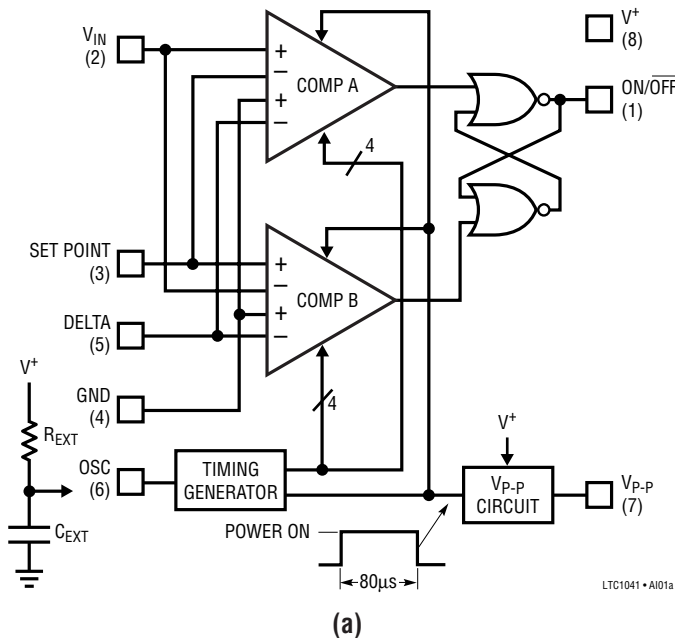 V+
(8)
VIN
(2)
+
−
+
−
COMP A
ON/OFF
(1)
4
SET POINT
(3)
+
−
+
−
COMP B
DELTA
(5)
V+
GND
(4)
4
REXT
V+
OSC
(6)
TIMING
GENERATOR
VP-P
CIRCUIT
VP-P
(7)
CEXT
POWER ON
80μs
LTC1041 • AI01a
(a)